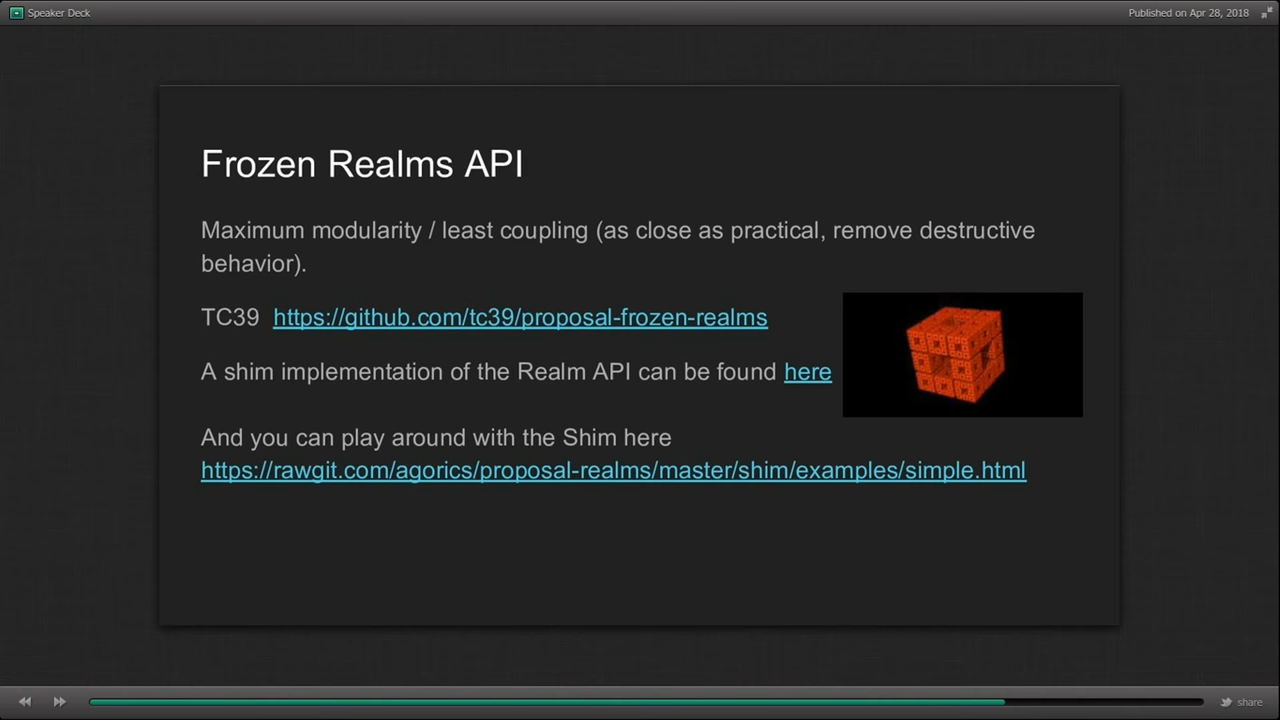 Speaker Deck
Published on Apr 28, 2018
Frozen Realms API
Maximum modularity / least coupling (as close as practical, remove destructive
behavior).
TC39 https://github.com/tc39/proposal-frozen-realms
A shim implementation of the Realm API can be found here
And you can play around with the Shim here
https://rawgit.com/agorics/proposal-realms/master/shim/examples/simple.html
share